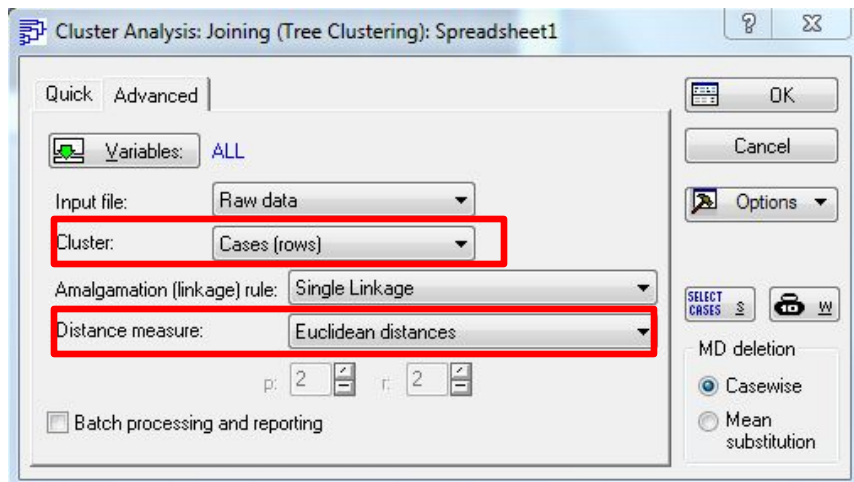 Cluster Analysis: Joining (Tree Clustering): Spreadsheet1
?
Quick Advanced
OK
Variables: ALL
Cancel
Input file: Raw data
Options
Cluster: Cases (rows)
Amalgamation (linkage) rule: Single Linkage
SELECT
CASES S W
Distance measure: Euclidean distances
MD deletion
p: 2 r: 2
Casewise
Batch processing and reporting
Mean
substitution